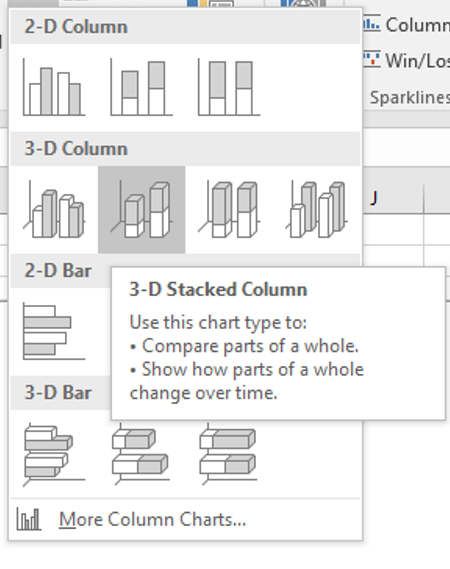 2-D Column
Column
Win/Los
Sparklines
3-D Column
J
2-D Bar
3-D Stacked Column
Use this chart type to:
• Compare parts of a whole.
• Show how parts of a whole
change over time.
3-D Bar
More Column Charts...